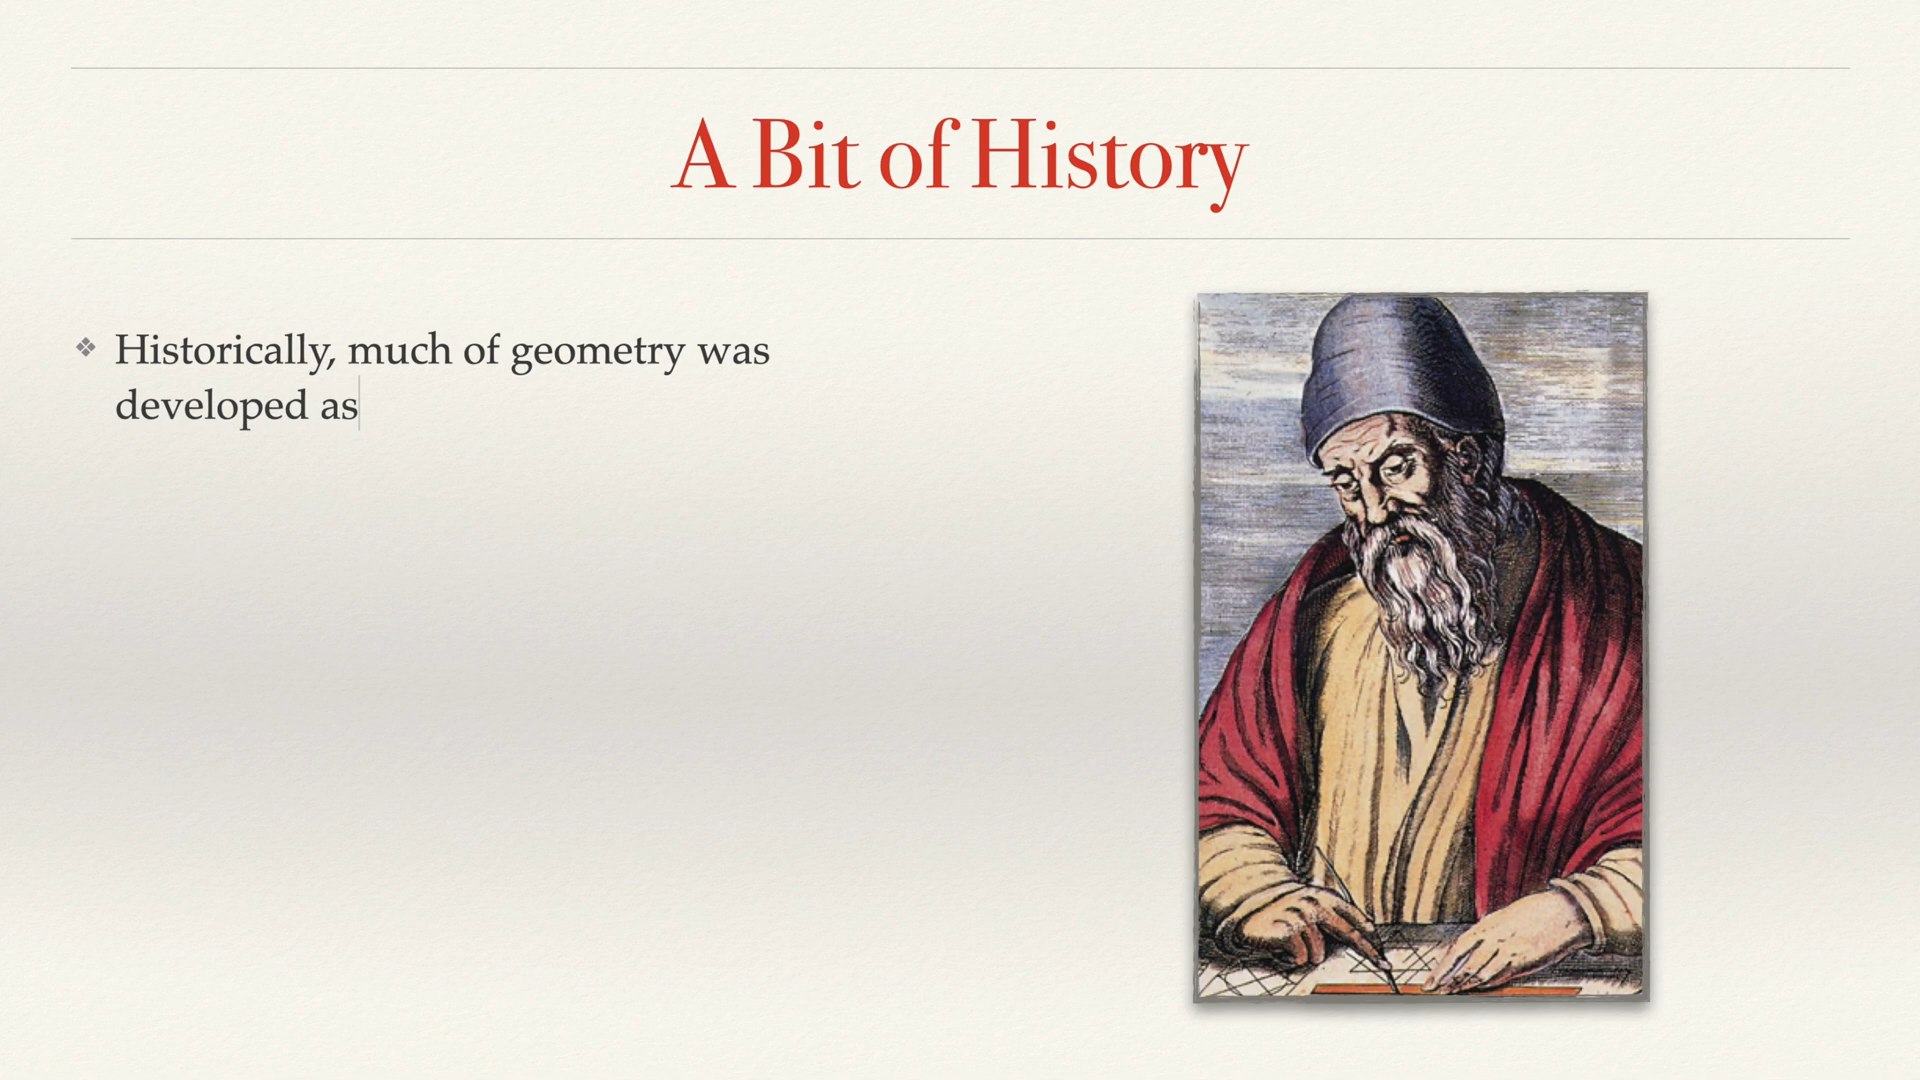 A Bit of History
Historically, much of geometry was
developed as